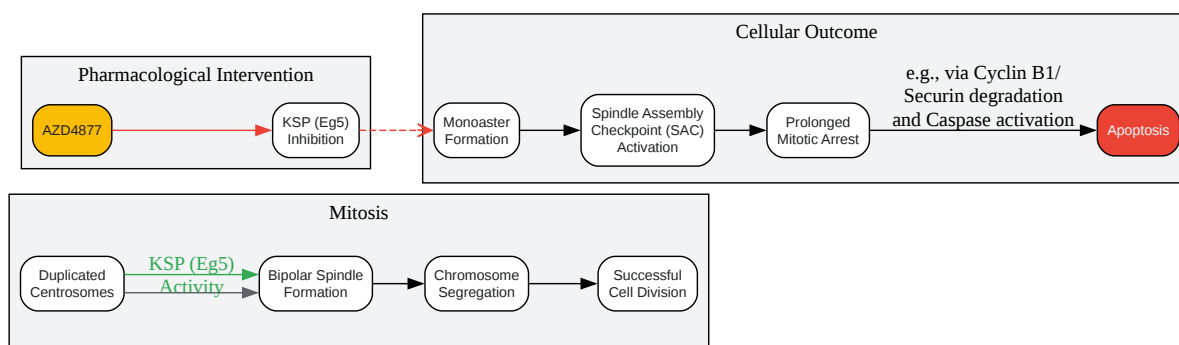 Cellular Outcome
Pharmacological Intervention
AZD4877
KSP (Eg5)
Inhibition
Monoaster
Formation
Spindle Assembly
Checkpoint (SAC)
Activation
Prolonged
Mitotic Arrest
e.g., via Cyclin B1/
Securin degradation
and Caspase activation
Apoptosis
Mitosis
Duplicated
Centrosomes
KSP (Eg5)
Activity
Bipolar Spindle
Formation
Chromosome
Segregation
Successful
Cell Division